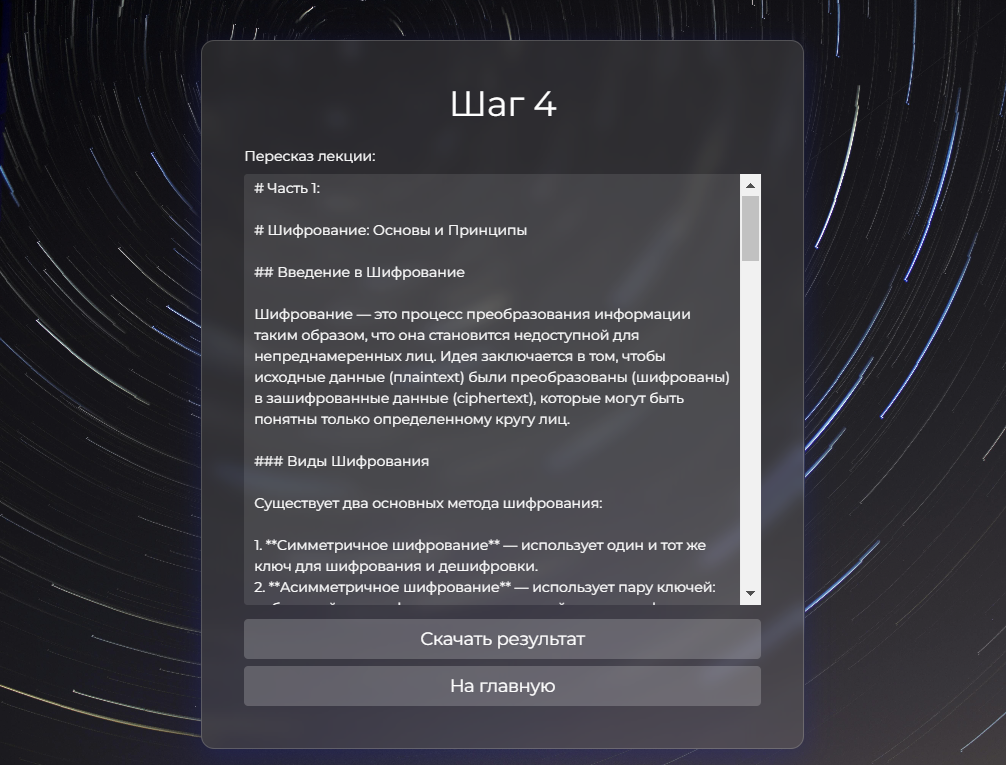 Шаг 4
Пересказ лекции:
# Часть 1:
# Шифрование: Основы и Принципы
## Введение в Шифрование
Шифрование — это процесс преобразования информации
таким образом, что она становится недоступной для
непреднамеренных лиц. Идея заключается в том, чтобы
исходные данные (плаintext) были преобразованы (шифрованы)
в зашифрованные данные (ciphertext), которые могут быть
понятны только определенному кругу лиц.
### Виды Шифрования
Существует два основных метода шифрования:
1. **Симметричное шифрование** — использует один и тот же
ключ для шифрования и дешифровки.
2. **Асимметричное шифрование** — использует пару ключей:
Скачать результат
На главную